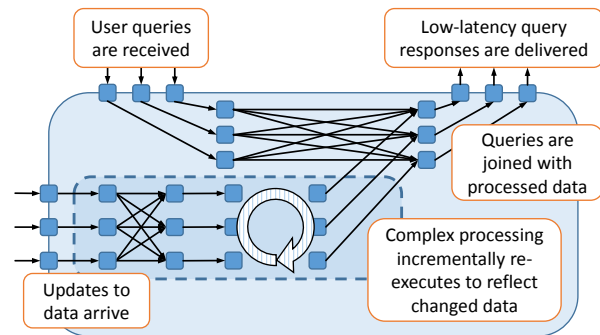 User queries
are received
Low-latency query
responses are delivered
Queries are
joined with
processed data
Complex processing
incrementally re-
executes to reflect
changed data
Updates to
data arrive